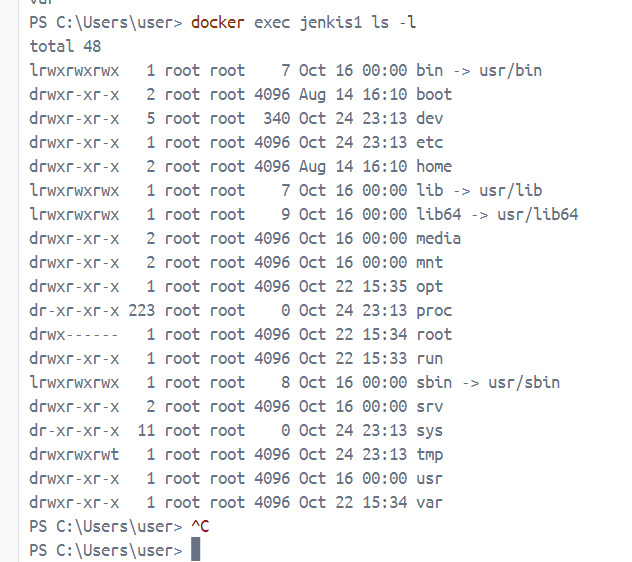 var
PS C:\Users\user> docker exec jenkis1 ls -l
total 48
lrwxrwxrwx   1 root root    7 Oct 16 00:00 bin -> usr/bin
drwxr-xr-x   2 root root 4096 Aug 14 16:10 boot
drwxr-xr-x   5 root root  340 Oct 24 23:13 dev
drwxr-xr-x   1 root root 4096 Oct 24 23:13 etc
drwxr-xr-x   2 root root 4096 Aug 14 16:10 home
lrwxrwxrwx   1 root root    7 Oct 16 00:00 lib -> usr/lib
lrwxrwxrwx   1 root root    9 Oct 16 00:00 lib64 -> usr/lib64
drwxr-xr-x   2 root root 4096 Oct 16 00:00 media
drwxr-xr-x   2 root root 4096 Oct 16 00:00 mnt
drwxr-xr-x   1 root root 4096 Oct 22 15:35 opt
dr-xr-xr-x 223 root root    0 Oct 24 23:13 proc
drwx------   1 root root 4096 Oct 22 15:34 root
drwxr-xr-x   1 root root 4096 Oct 22 15:33 run
lrwxrwxrwx   1 root root    8 Oct 16 00:00 sbin -> usr/sbin
drwxr-xr-x   2 root root 4096 Oct 16 00:00 srv
dr-xr-xr-x  11 root root    0 Oct 24 23:13 sys
drwxrwxrwt   1 root root 4096 Oct 24 23:13 tmp
drwxr-xr-x   1 root root 4096 Oct 16 00:00 usr
drwxr-xr-x   1 root root 4096 Oct 22 15:34 var
PS C:\Users\user> ^C
PS C:\Users\user>